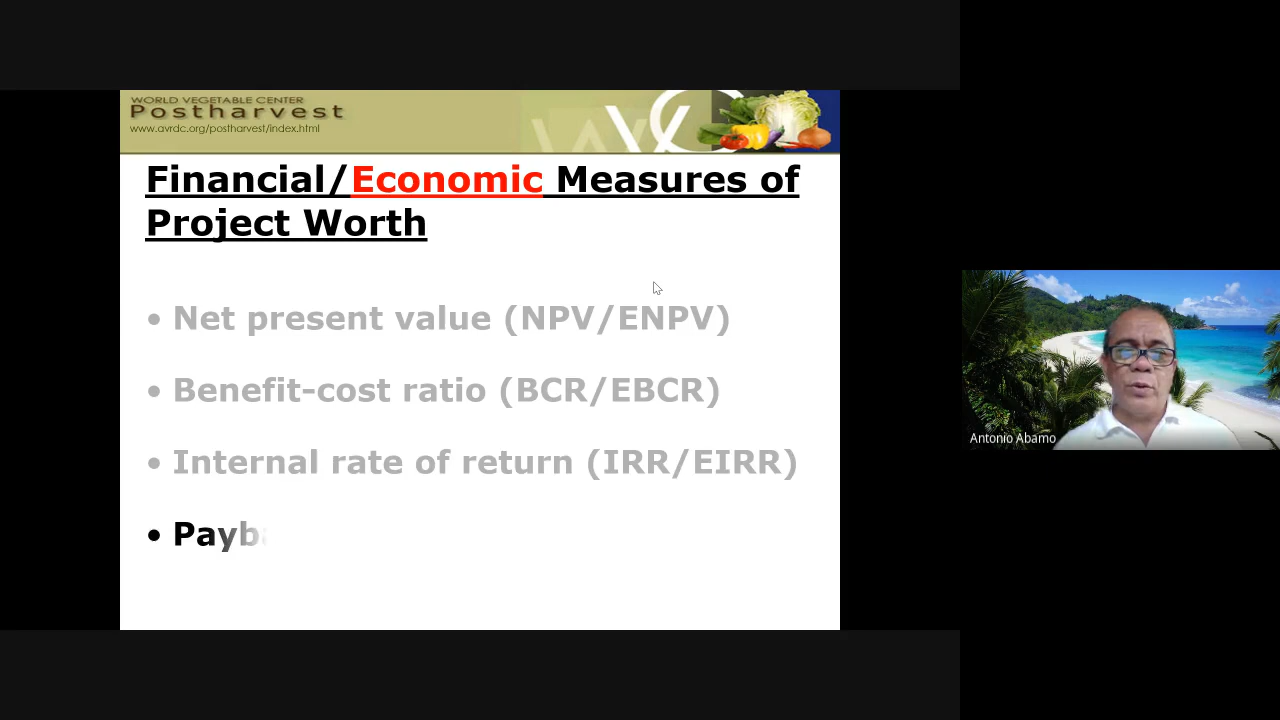 WORLD VEGETABLE CENTER
Postharvest
www.avrdc.org/postharvest/index.html
Financial/Economic Measures of
Project Worth
• Net present value (NPV/ENPV)
• Benefit-cost ratio (BCR/EBCR)
• Internal rate of return (IRR/EIRR)
• Payb
Antonio Abamo